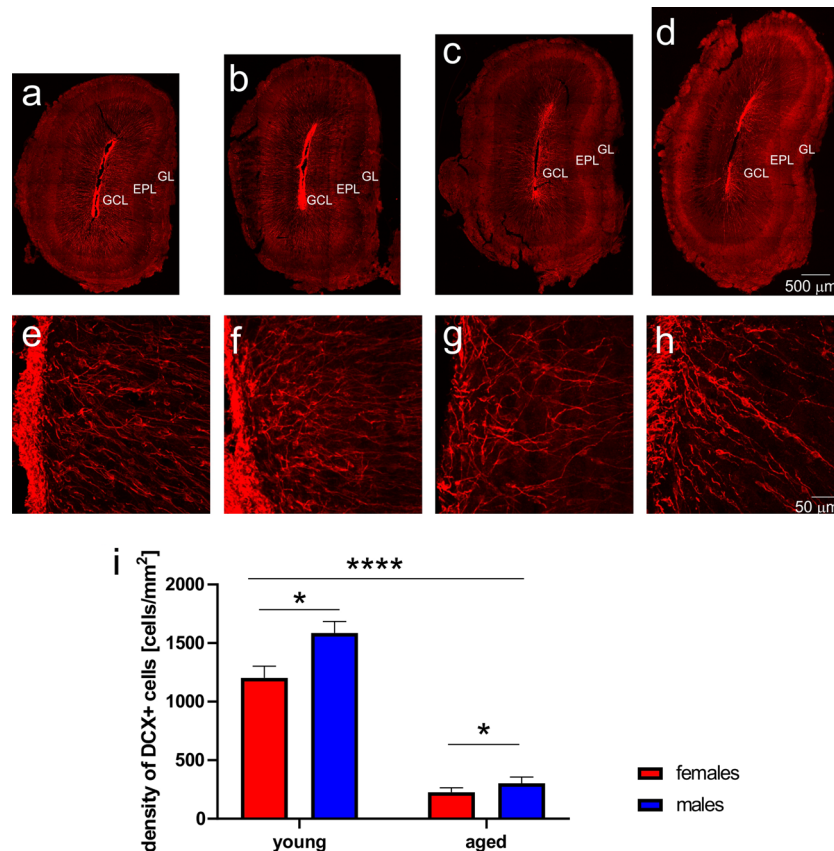 a
b
c
d
GCL EPL GL
GCL EPL GL
GCL EPL GL
GCL EPL GL
500 µm
e
f
g
h
50 µm
i
density of DCX+ cells [cells/mm²]
2000
1500
1000
500
0
****
*
*
young
aged
females
males